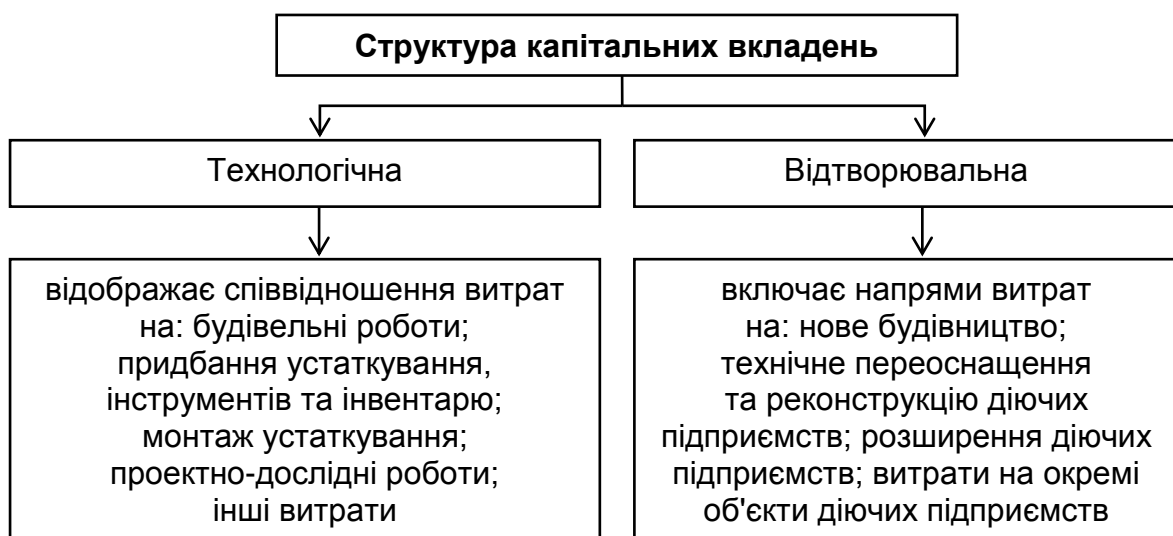 Структура капітальних вкладень
Технологічна
Відтворювальна
відображає співвідношення витрат
на: будівельні роботи;
придбання устаткування,
інструментів та інвентарю;
монтаж устаткування;
проектно-дослідні роботи;
інші витрати
включає напрями витрат
на: нове будівництво;
технічне переоснащення
та реконструкцію діючих
підприємств; розширення діючих
підприємств; витрати на окремі
об'єкти діючих підприємств